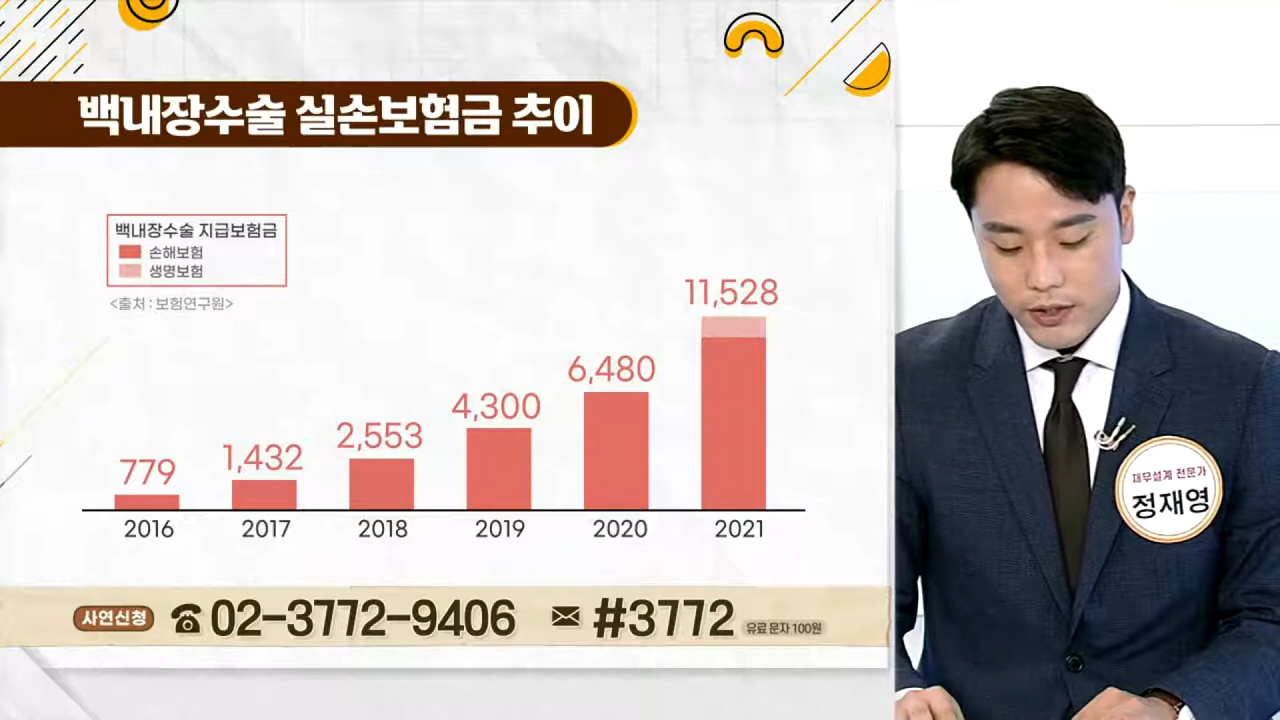 백내장수술 실손보험금 추이
백내장수술 지급보험금
손해보험
생명보험
<출처 : 보험연구원>
779
1,432
2,553
4,300
6,480
11,528
2016
2017
2018
2019
2020
2021
재무설계 전문가
정재영
사연신청 02-3772-9406 #3772 유료 문자 100원